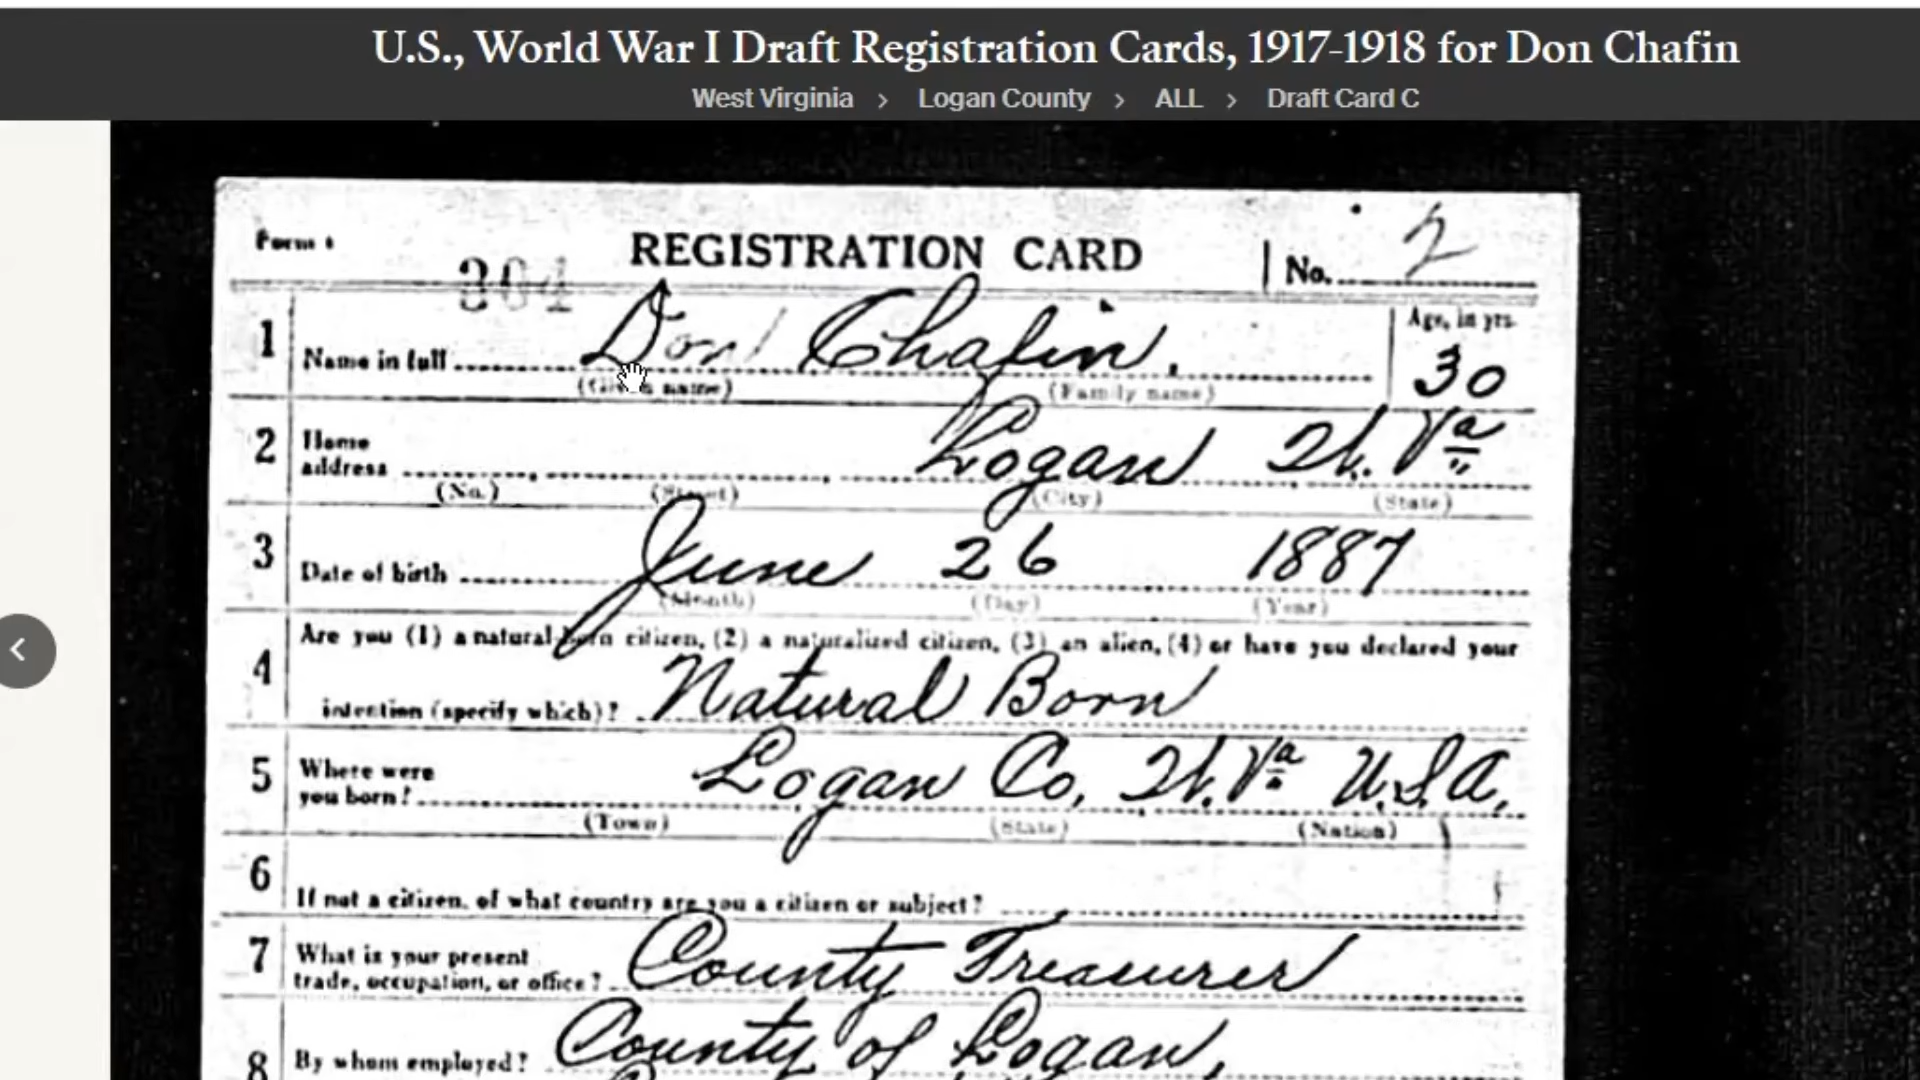 U.S., World War I Draft Registration Cards, 1917-1918 for Don Chafin
West Virginia > Logan County > ALL > Draft Card C
Form 1 REGISTRATION CARD No. 2
304
1 Name in full Don Chafin. Age, in yrs. 30
(Given name) (Family name)
2 Home address Logan W. Va
(No.) (Street) (City) (State)
3 Date of birth June 26 1887
(Month) (Day) (Year)
4 Are you (1) a natural born citizen, (2) a naturalized citizen, (3) an alien, (4) or have you declared your
intention (specify which)? Natural Born
5 Where were you born? Logan Co, W. Va U.S.A.
(Town) (State) (Nation)
6 If not a citizen, of what country are you a citizen or subject?
7 What is your present trade, occupation, or office? County Treasurer
8 By whom employed? County of Logan,